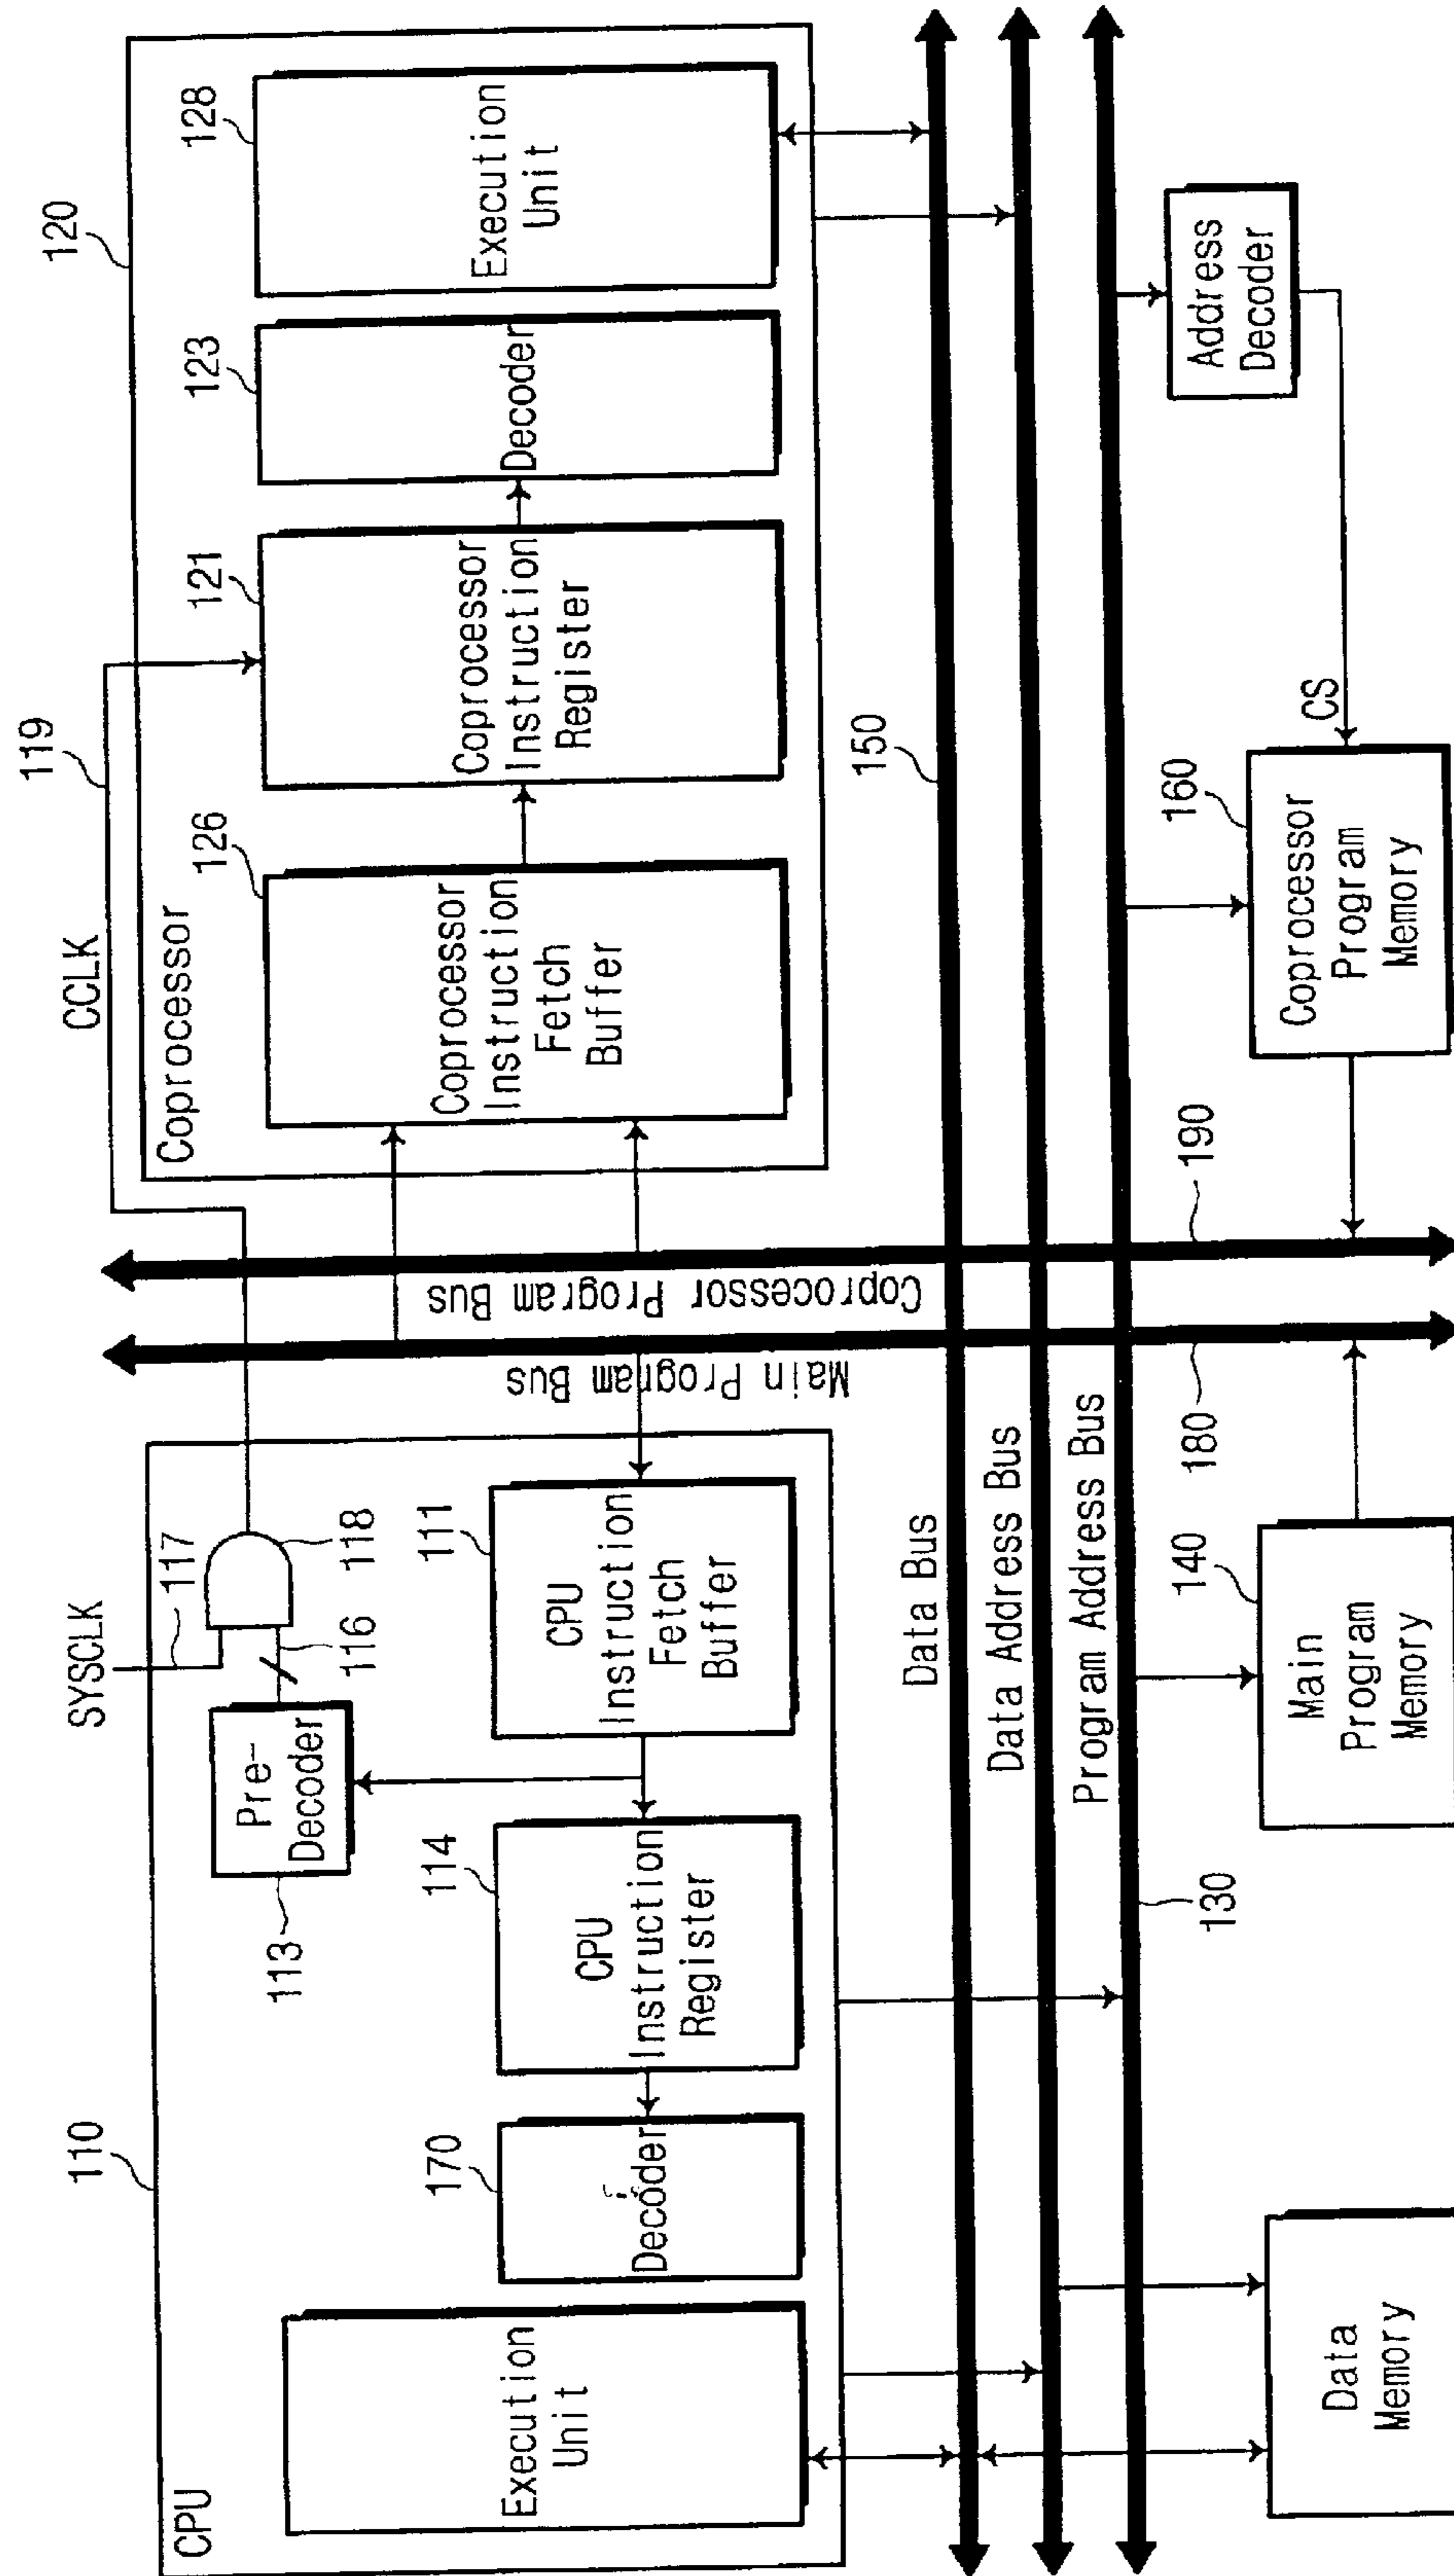 CPU
110
Execution
Unit
170
Decoder
114
CPU
Instruction
Register
113
Pre-
Decoder
SYSCLK
117
116
118
111
CPU
Instruction
Fetch
Buffer
Main Program Bus
Coprocessor Program Bus
CCLK
119
Coprocessor
120
126
Coprocessor
Instruction
Fetch
Buffer
121
Coprocessor
Instruction
Register
123
Decoder
128
Execution
Unit
Data Bus
150
Data Address Bus
Program Address Bus
130
180
190
Data
Memory
140
Main
Program
Memory
160
Coprocessor
Program
Memory
CS
Address
Decoder